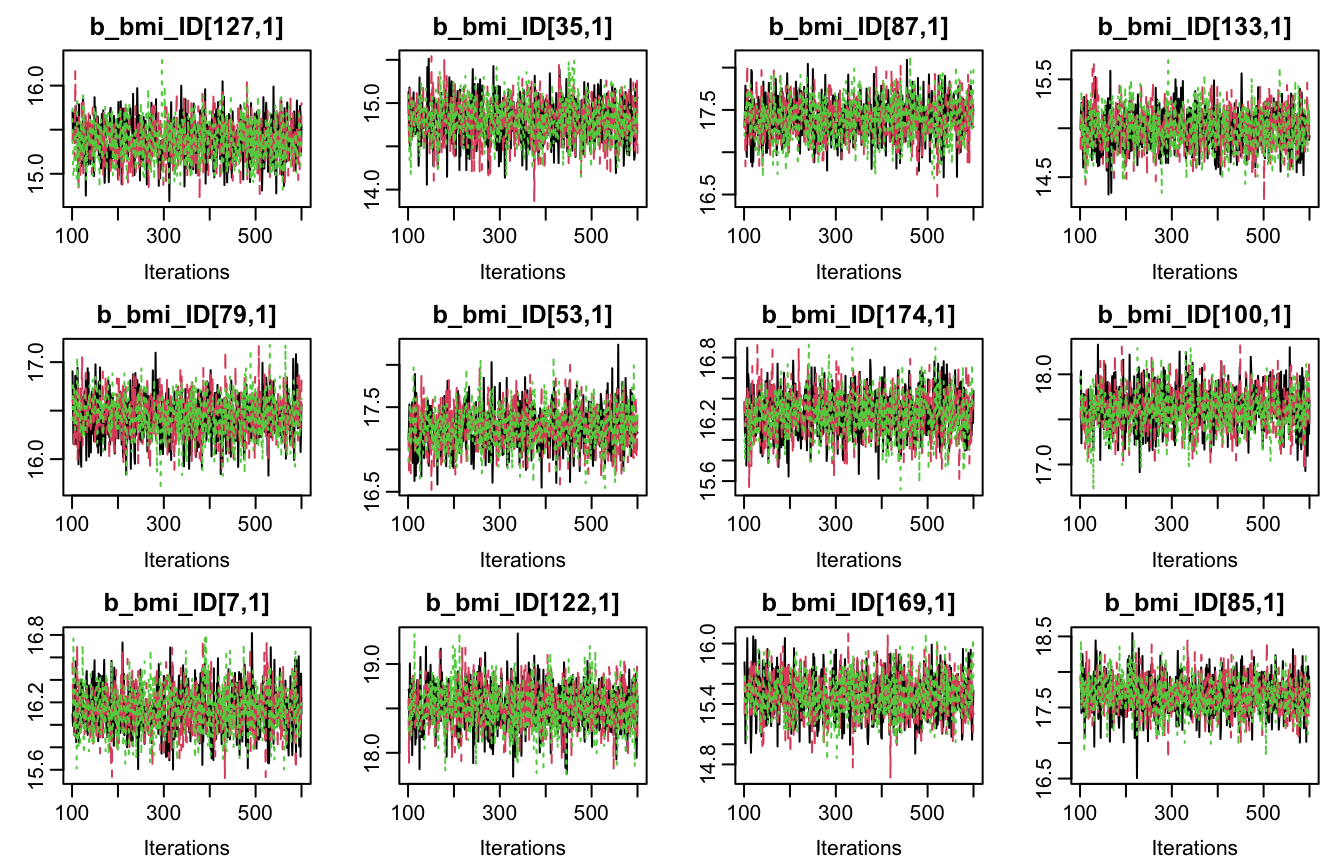 b_bmi_ID[127,1] b_bmi_ID[35,1] b_bmi_ID[87,1] b_bmi_ID[133,1]
15.0 16.0 14.0 15.0 16.5 17.5 14.5 15.5
100 300 500 100 300 500 100 300 500 100 300 500
Iterations Iterations Iterations Iterations
b_bmi_ID[79,1] b_bmi_ID[53,1] b_bmi_ID[174,1] b_bmi_ID[100,1]
16.0 17.0 16.5 17.5 15.6 16.2 16.8 17.0 18.0
100 300 500 100 300 500 100 300 500 100 300 500
Iterations Iterations Iterations Iterations
b_bmi_ID[7,1] b_bmi_ID[122,1] b_bmi_ID[169,1] b_bmi_ID[85,1]
15.6 16.2 16.8 18.0 19.0 14.8 15.4 16.0 16.5 17.5 18.5
100 300 500 100 300 500 100 300 500 100 300 500
Iterations Iterations Iterations Iterations